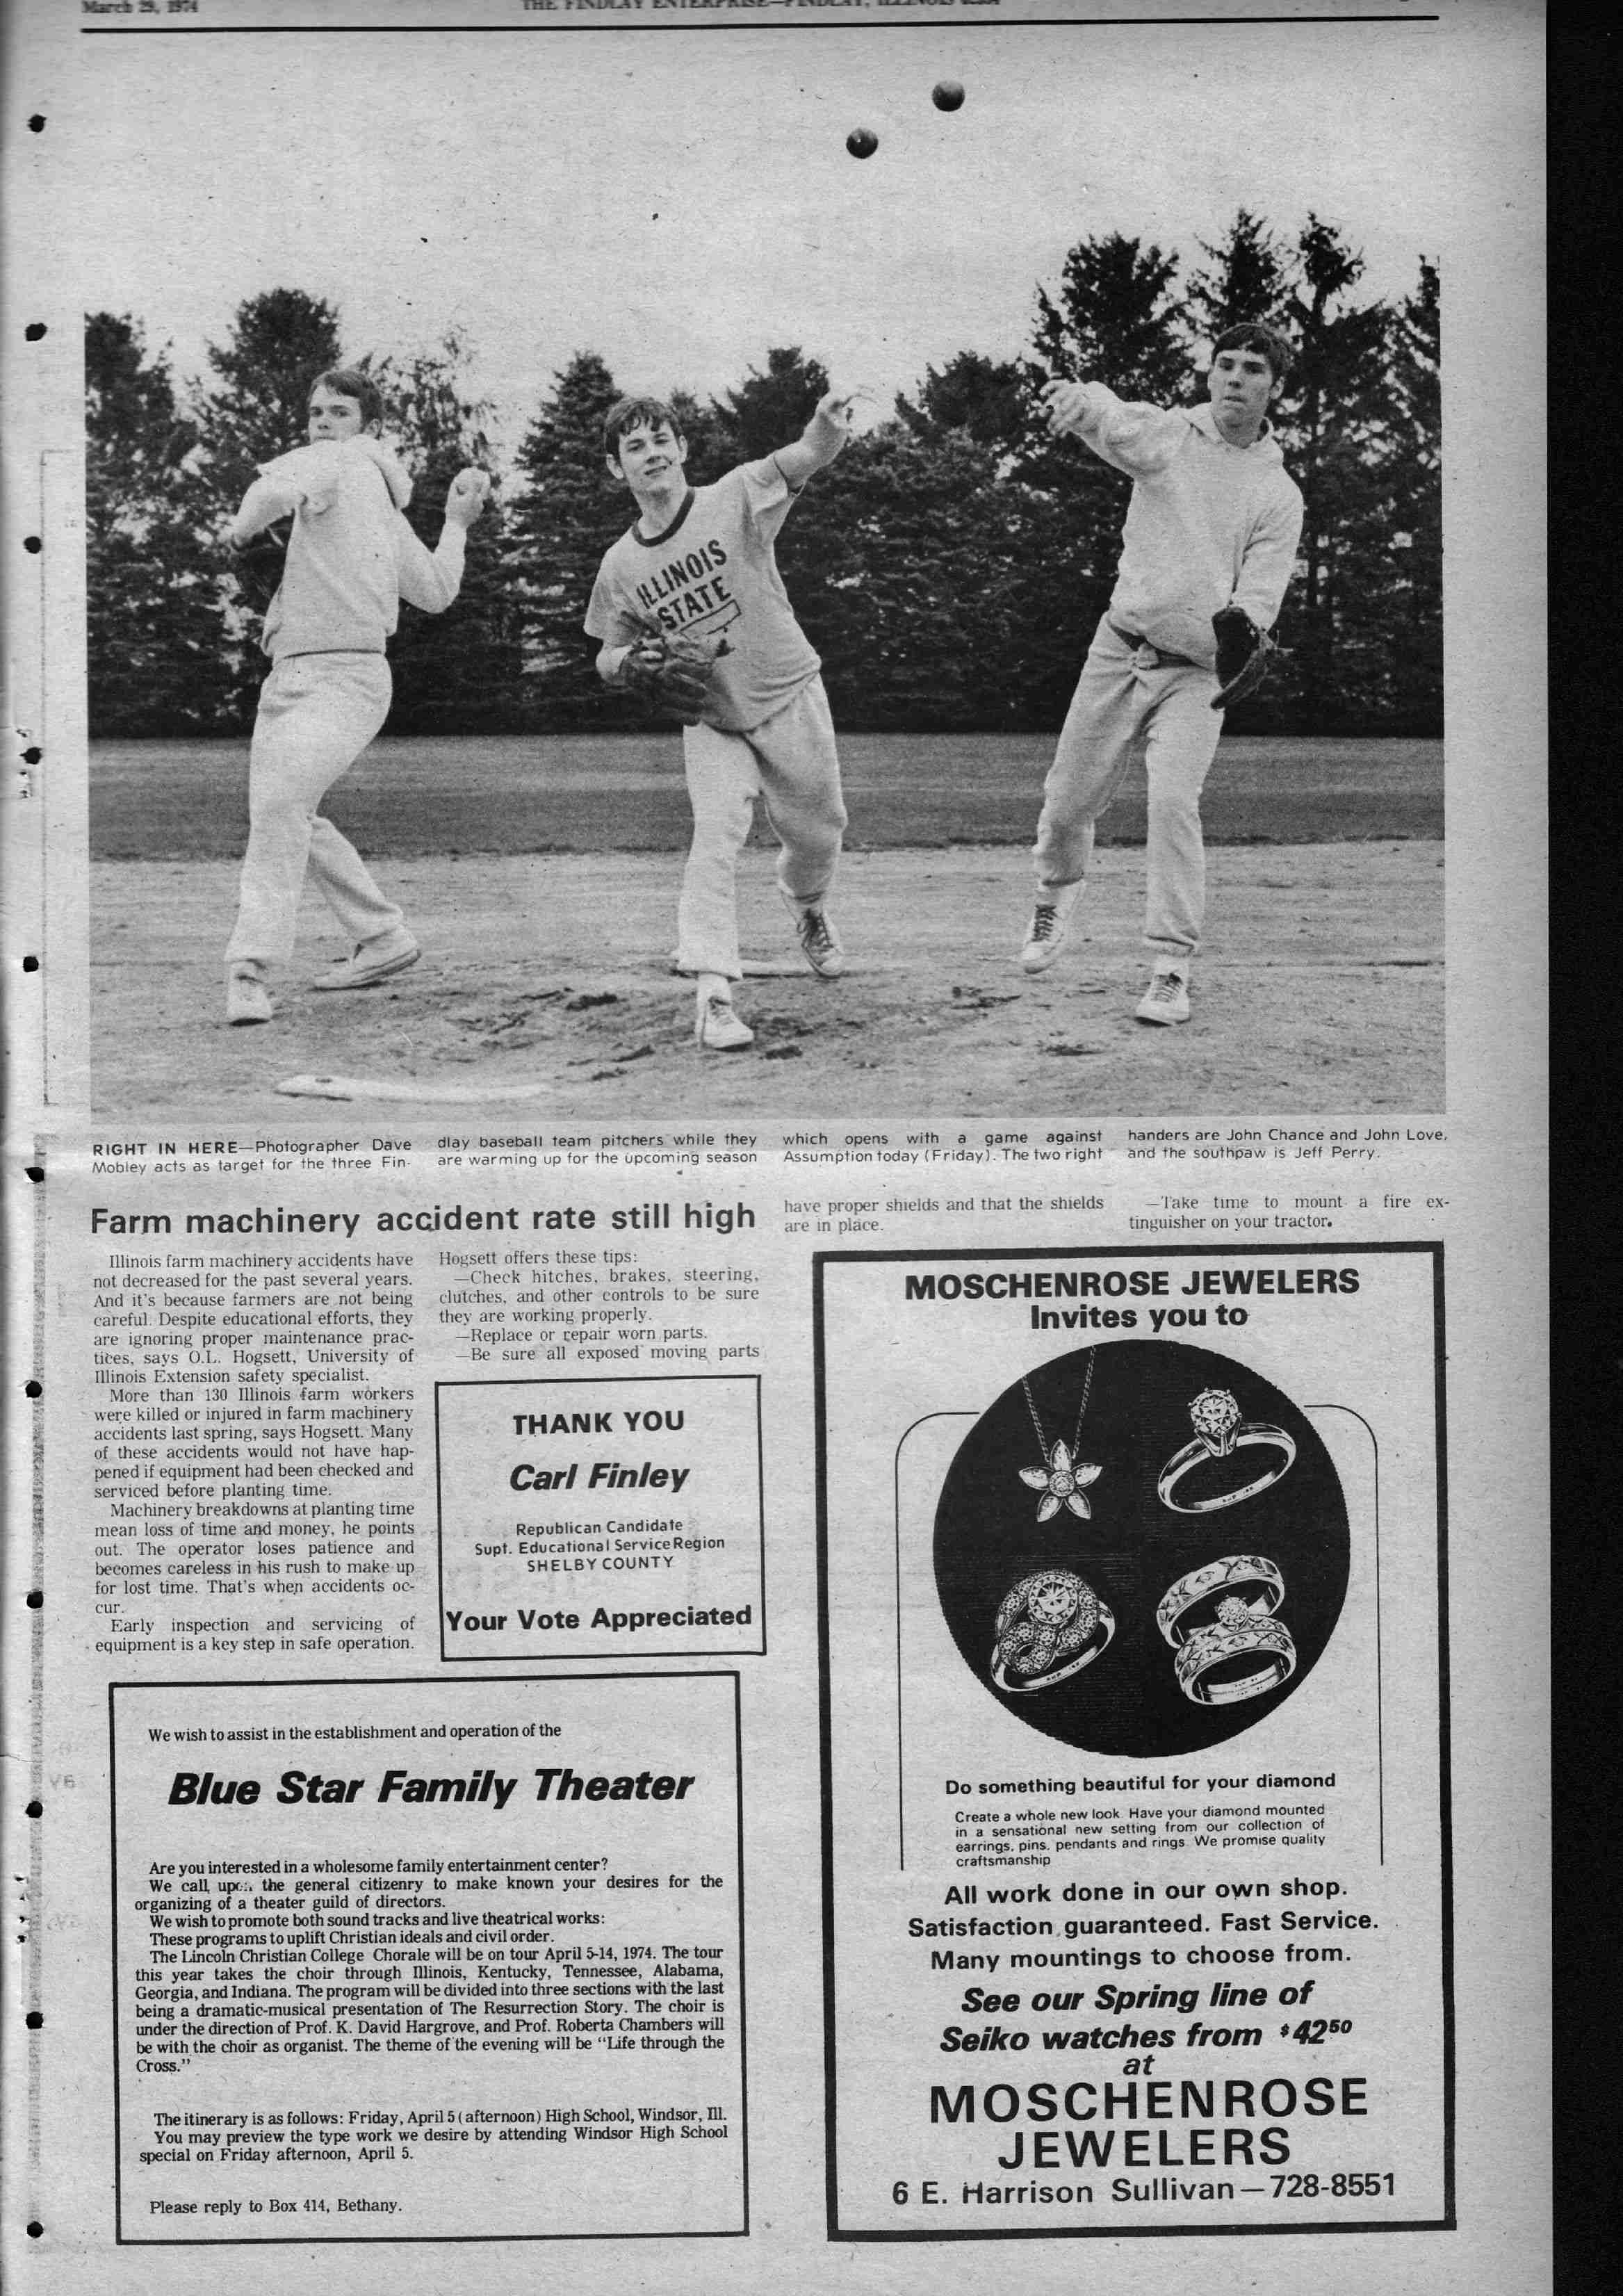 March 29, 1974
THE FINDLAY ENTERPRISE—FINDLAY, ILLINOIS
ILLINOIS
STATE
RIGHT IN HERE—Photographer Dave
Mobley acts as target for the three Fin-
dlay baseball team pitchers while they
are warming up for the upcoming season
which opens with a game against
Assumption today (Friday). The two right
handers are John Chance and John Love,
and the southpaw is Jeff Perry.
Farm machinery accident rate still high
Illinois farm machinery accidents have
not decreased for the past several years.
And it's because farmers are not being
careful. Despite educational efforts, they
are ignoring proper maintenance prac-
tices, says O.L. Hogsett, University of
Illinois Extension safety specialist.
More than 130 Illinois farm workers
were killed or injured in farm machinery
accidents last spring, says Hogsett. Many
of these accidents would not have hap-
pened if equipment had been checked and
serviced before planting time.
Machinery breakdowns at planting time
mean loss of time and money, he points
out. The operator loses patience and
becomes careless in his rush to make up
for lost time. That's when accidents oc-
cur.
Early inspection and servicing of
equipment is a key step in safe operation.
Hogsett offers these tips:
—Check hitches, brakes, steering,
clutches, and other controls to be sure
they are working properly.
—Replace or repair worn parts.
—Be sure all exposed moving parts
have proper shields and that the shields
are in place.
—Take time to mount a fire ex-
tinguisher on your tractor.
THANK YOU
Carl Finley
Republican Candidate
Supt. Educational Service Region
SHELBY COUNTY
Your Vote Appreciated
We wish to assist in the establishment and operation of the
Blue Star Family Theater
Are you interested in a wholesome family entertainment center?
We call upon the general citizenry to make known your desires for the
organizing of a theater guild of directors.
We wish to promote both sound tracks and live theatrical works:
These programs to uplift Christian ideals and civil order.
The Lincoln Christian College Chorale will be on tour April 5-14, 1974. The tour
this year takes the choir through Illinois, Kentucky, Tennessee, Alabama,
Georgia, and Indiana. The program will be divided into three sections with the last
being a dramatic-musical presentation of The Resurrection Story. The choir is
under the direction of Prof. K. David Hargrove, and Prof. Roberta Chambers will
be with the choir as organist. The theme of the evening will be "Life through the
Cross."
The itinerary is as follows: Friday, April 5 (afternoon) High School, Windsor, Ill.
You may preview the type work we desire by attending Windsor High School
special on Friday afternoon, April 5.
Please reply to Box 414, Bethany.
MOSCHENROSE JEWELERS
Invites you to
Do something beautiful for your diamond
Create a whole new look. Have your diamond mounted
in a sensational new setting from our collection of
earrings, pins, pendants and rings. We promise quality
craftsmanship
All work done in our own shop.
Satisfaction guaranteed. Fast Service.
Many mountings to choose from.
See our Spring line of
Seiko watches from $42⁵⁰
at
MOSCHENROSE
JEWELERS
6 E. Harrison Sullivan—728-8551